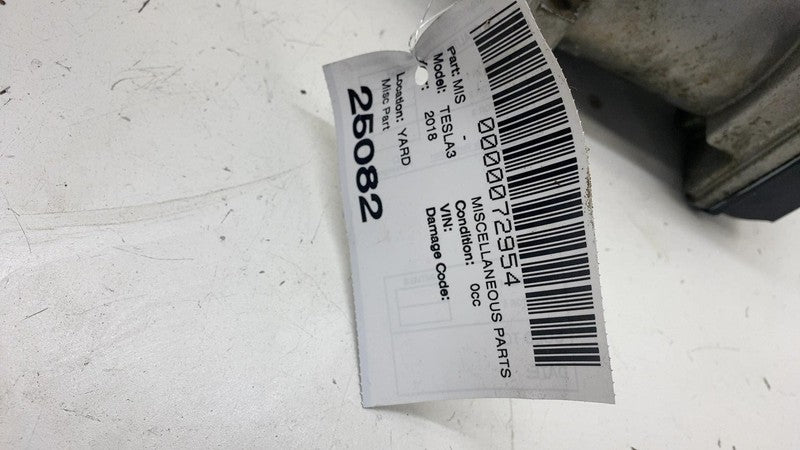 0000072954
Part: MIS - MISCELLANEOUS PARTS
Model: TESLA3 Condition: 0cc
2018 VIN:
Damage Code:
Location: YARD
Misc Part
25082